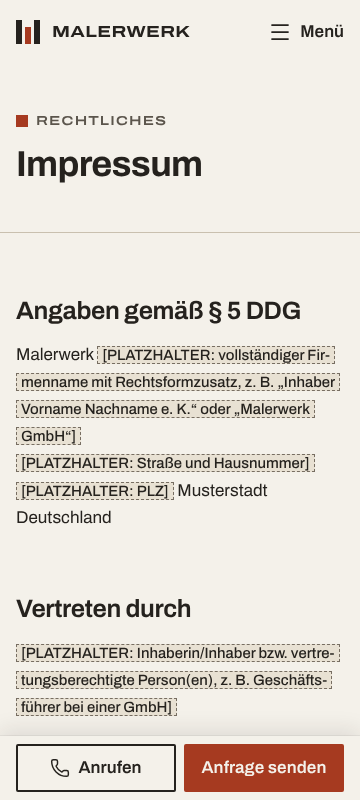 MALERWERK
Menü
RECHTLICHES
Impressum
Angaben gemäß § 5 DDG
Malerwerk [PLATZHALTER: vollständiger Fir-
menname mit Rechtsformzusatz, z. B. „Inhaber
Vorname Nachname e. K.“ oder „Malerwerk
GmbH“]
[PLATZHALTER: Straße und Hausnummer]
[PLATZHALTER: PLZ] Musterstadt
Deutschland
Vertreten durch
[PLATZHALTER: Inhaberin/Inhaber bzw. vertre-
tungsberechtigte Person(en), z. B. Geschäfts-
führer bei einer GmbH]
Anrufen
Anfrage senden